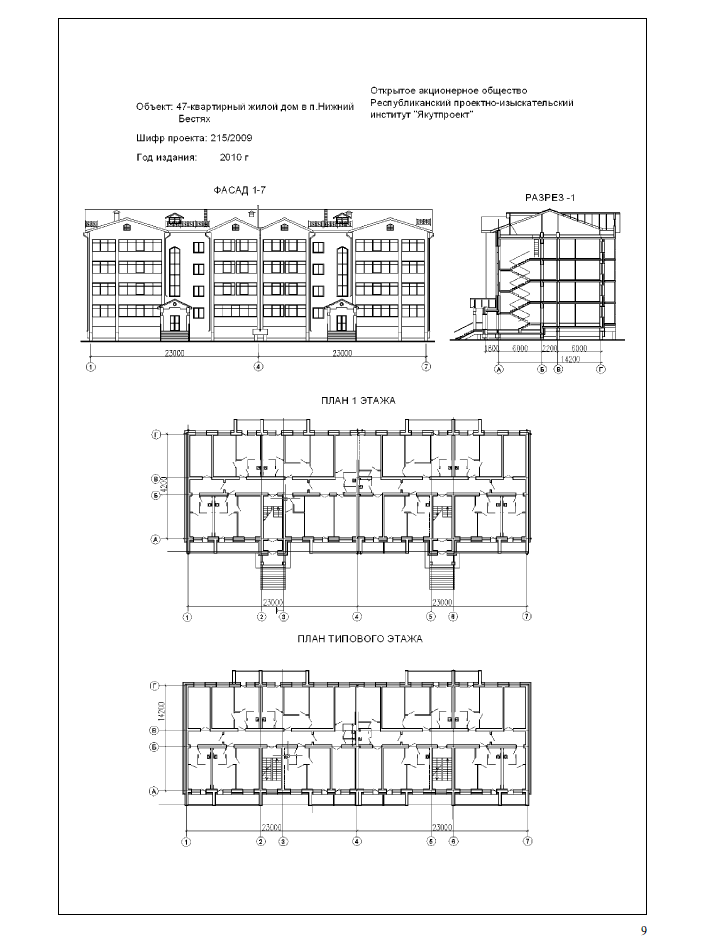 Объект: 47-квартирный жилой дом в п.Нижний
Бестях
Шифр проекта: 215/2009
Год издания: 2010 г
Открытое акционерное общество
Республиканский проектно-изыскательский
институт "Якутпроект"
ФАСАД 1-7
23000 23000
1 4 7
РАЗРЕЗ -1
1800 6000 2200 6000
14200
А Б В Г
ПЛАН 1 ЭТАЖА
Г
В
14200
Б
А
23000 23000
1 2 3 4 5 6 7
ПЛАН ТИПОВОГО ЭТАЖА
Г
14200
В
Б
А
23000 23000
1 2 3 4 5 6 7
9